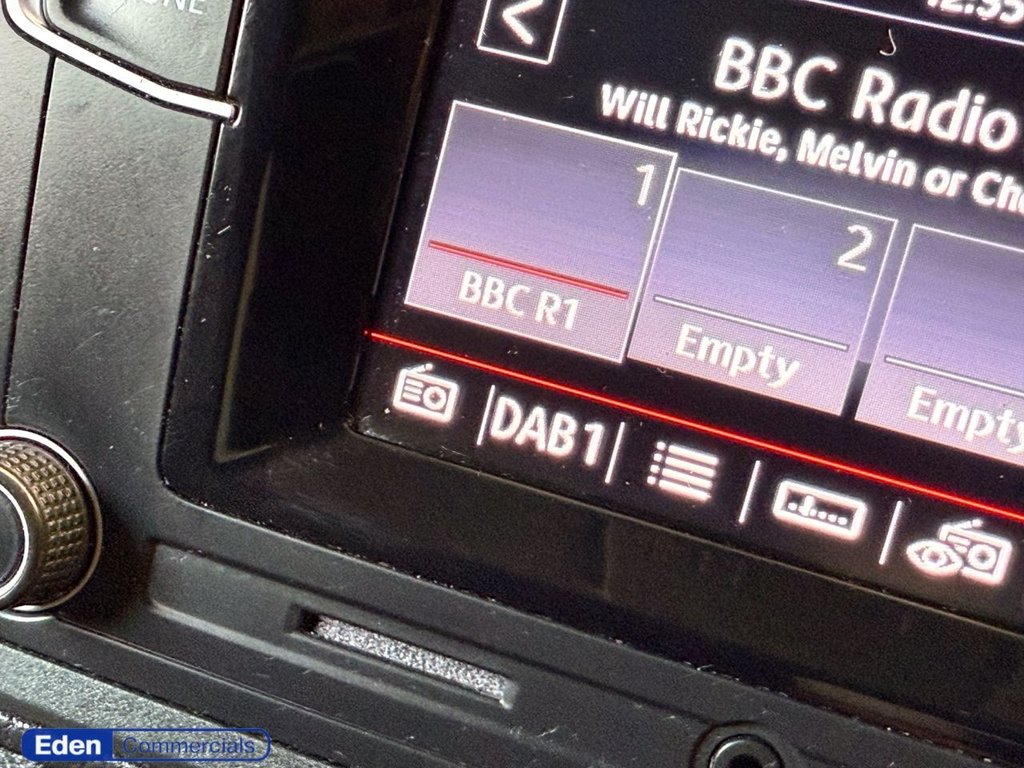 BBC Radio
Will Rickie, Melvin or Ch
1
2
BBC R1
Empty
Empty
DAB1
Eden Commercials